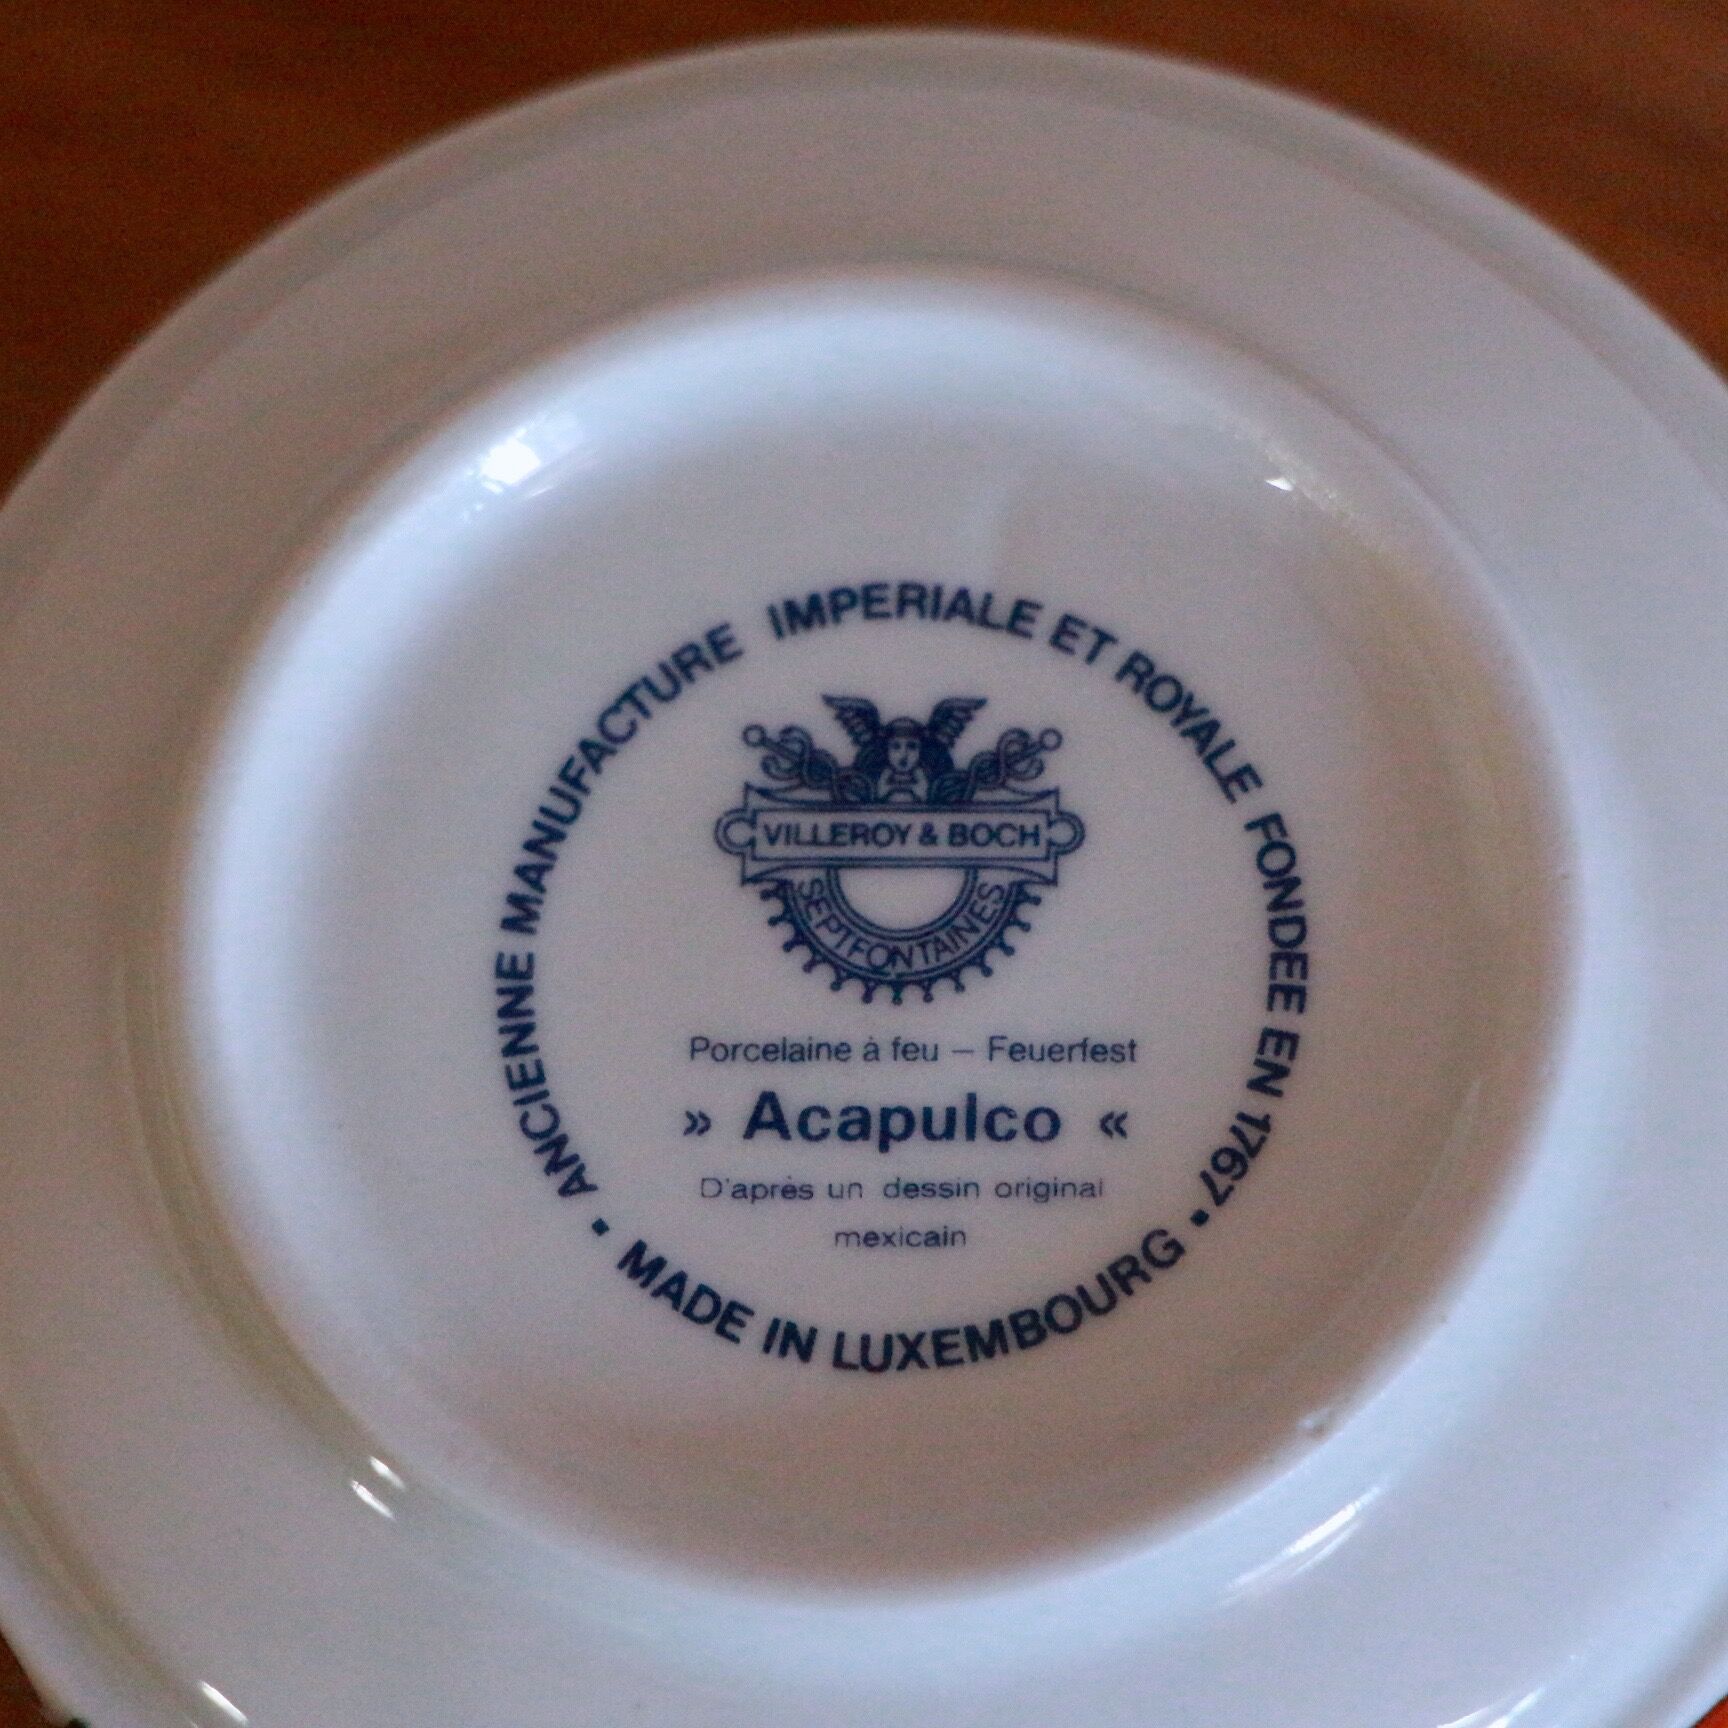 ANCIENNE MANUFACTURE IMPERIALE ET ROYALE FONDEE EN 1767 •
VILLEROY & BOCH
SEPTFONTAINES
Porcelaine à feu – Feuerfest
» Acapulco «
D'après un dessin original
mexicain
• MADE IN LUXEMBOURG